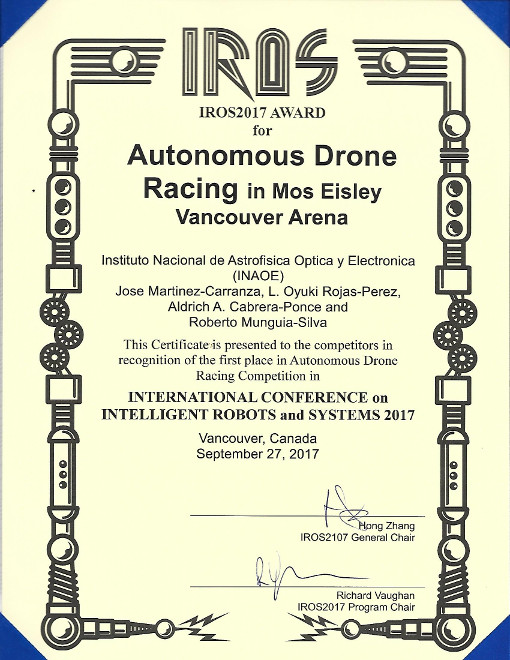 IROS
IROS2017 AWARD
for
Autonomous Drone
Racing in Mos Eisley
Vancouver Arena
Instituto Nacional de Astrofisica Optica y Electronica
(INAOE)
Jose Martinez-Carranza, L. Oyuki Rojas-Perez,
Aldrich A. Cabrera-Ponce and
Roberto Munguia-Silva
This Certificate is presented to the competitors in
recognition of the first place in Autonomous Drone
Racing Competition in
INTERNATIONAL CONFERENCE on
INTELLIGENT ROBOTS and SYSTEMS 2017
Vancouver, Canada
September 27, 2017
Hong Zhang
IROS2107 General Chair
Richard Vaughan
IROS2017 Program Chair